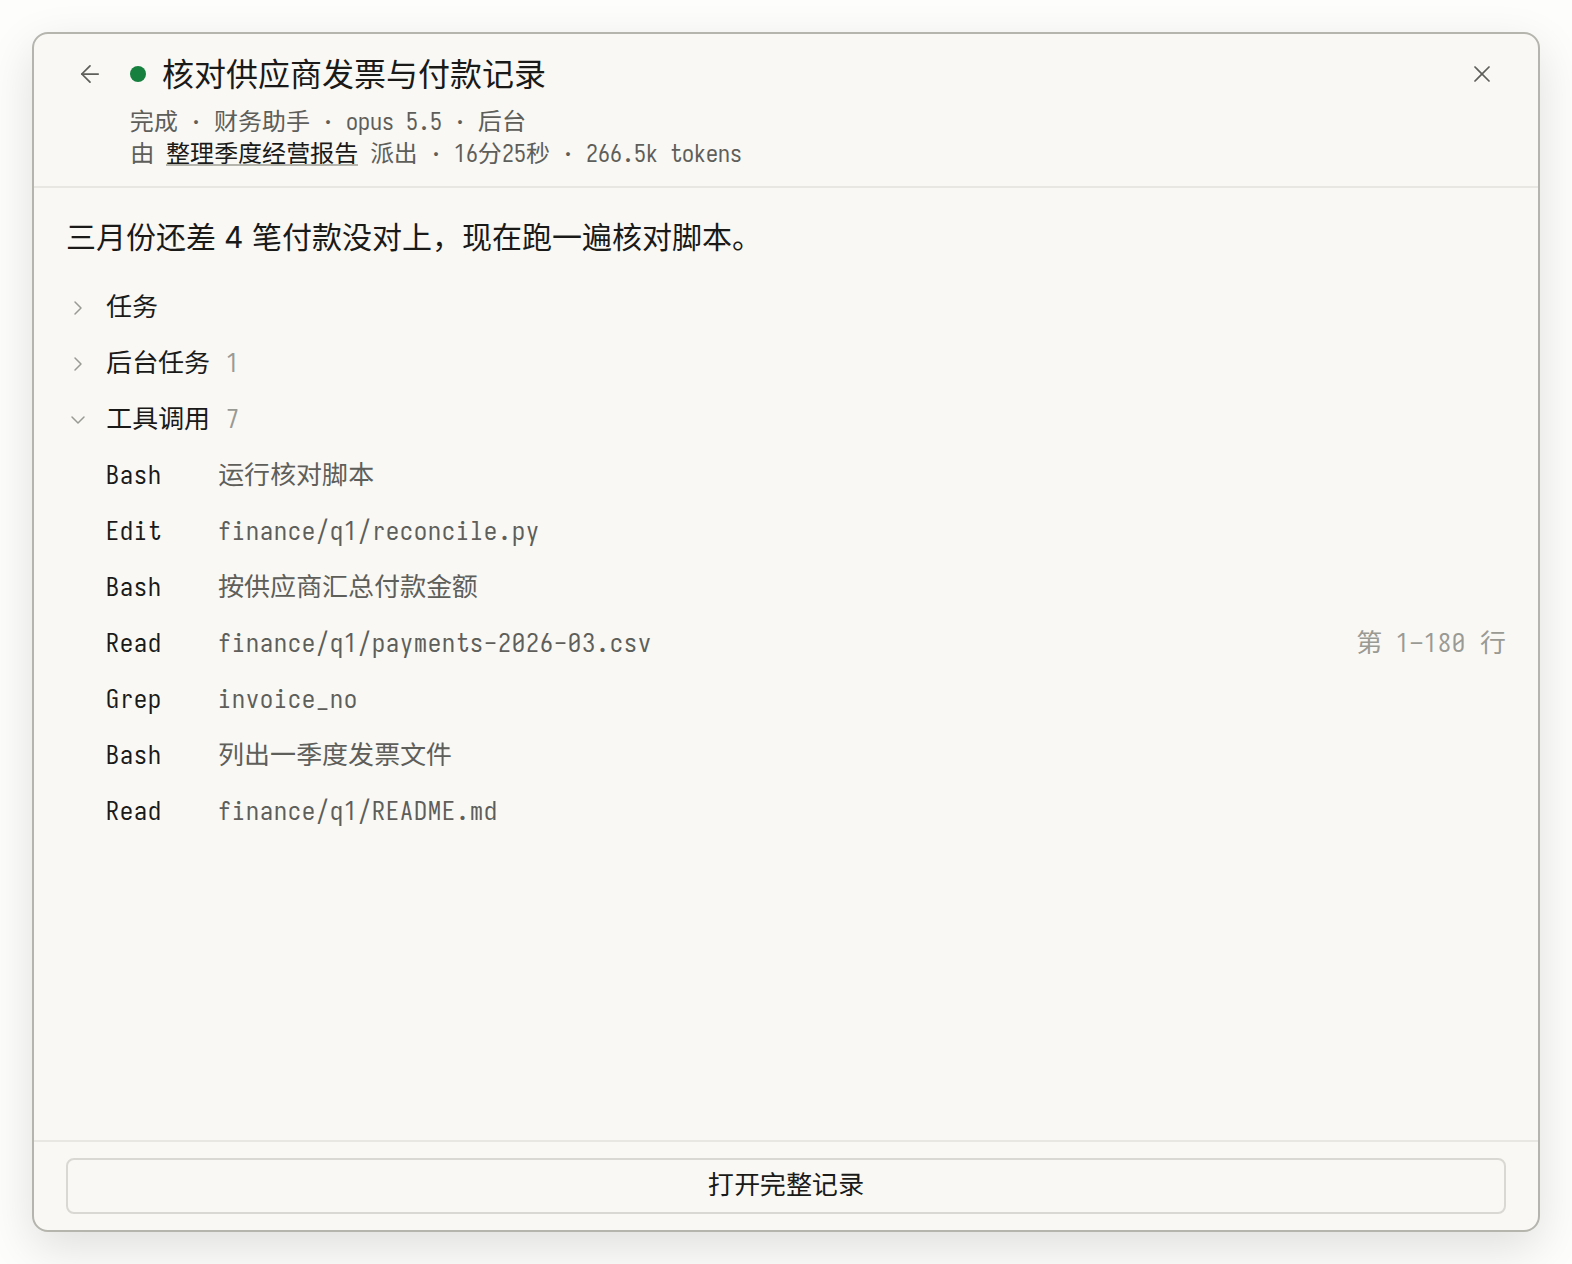 核对供应商发票与付款记录
完成 · 财务助手 · opus 5.5 · 后台
由 整理季度经营报告 派出 · 16分25秒 · 266.5k tokens
三月份还差 4 笔付款没对上，现在跑一遍核对脚本。
任务
后台任务 1
工具调用 7
Bash 运行核对脚本
Edit finance/q1/reconcile.py
Bash 按供应商汇总付款金额
Read finance/q1/payments-2026-03.csv 第 1-180 行
Grep invoice_no
Bash 列出一季度发票文件
Read finance/q1/README.md
打开完整记录